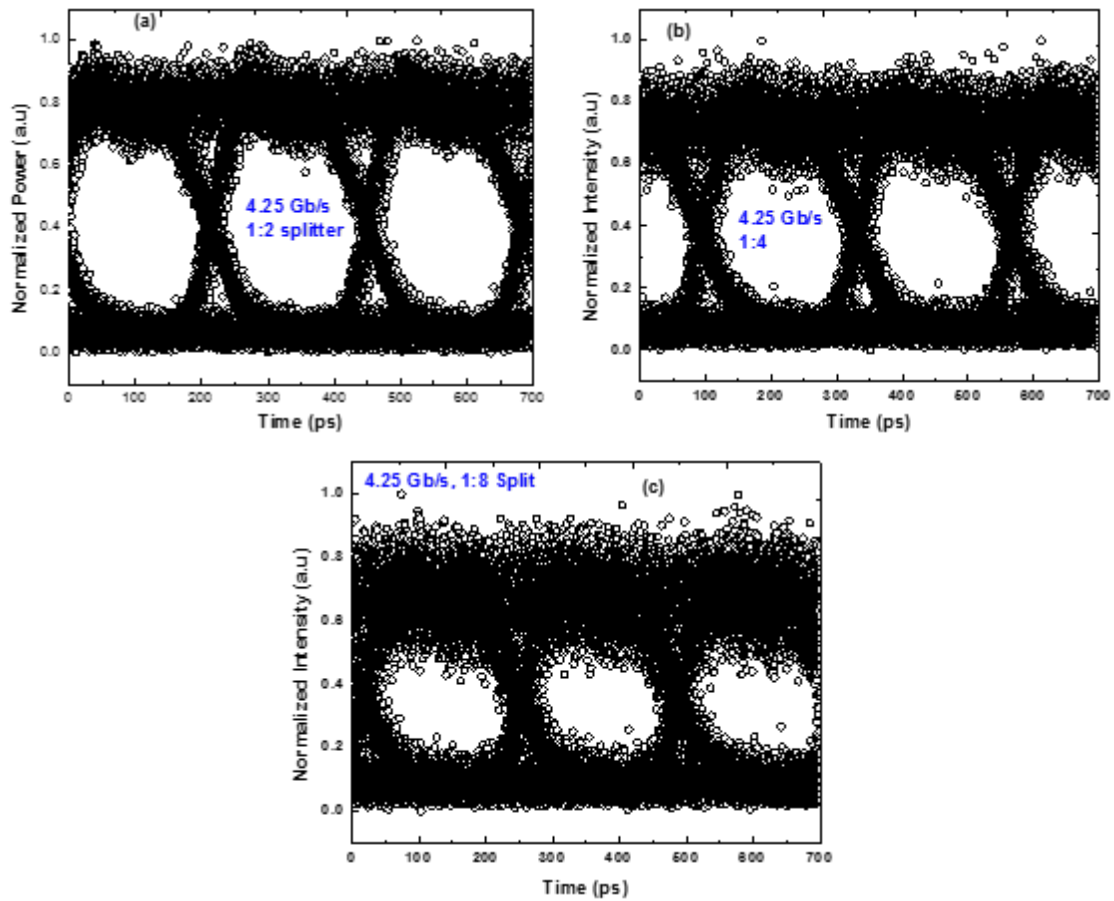 (a)
1.0
0.8
0.6
0.4
0.2
0.0
Normalized Power (a.u)
4.25 Gb/s
1:2 splitter
0 100 200 300 400 500 600 700
Time (ps)
(b)
1.0
0.8
0.6
0.4
0.2
0.0
Normalized Intensity (a.u)
4.25 Gb/s
1:4
0 100 200 300 400 500 600 700
Time (ps)
4.25 Gb/s, 1:8 Split
(c)
1.0
0.8
0.6
0.4
0.2
0.0
Normalized Intensity (a.u)
0 100 200 300 400 500 600 700
Time (ps)